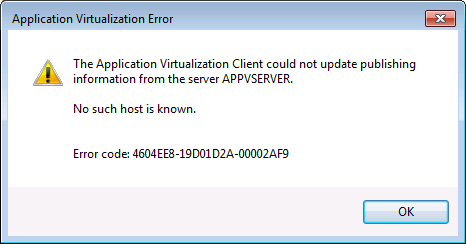 Application Virtualization Error
The Application Virtualization Client could not update publishing
information from the server APPVSERVER.
No such host is known.
Error code: 4604EE8-19D01D2A-00002AF9
OK